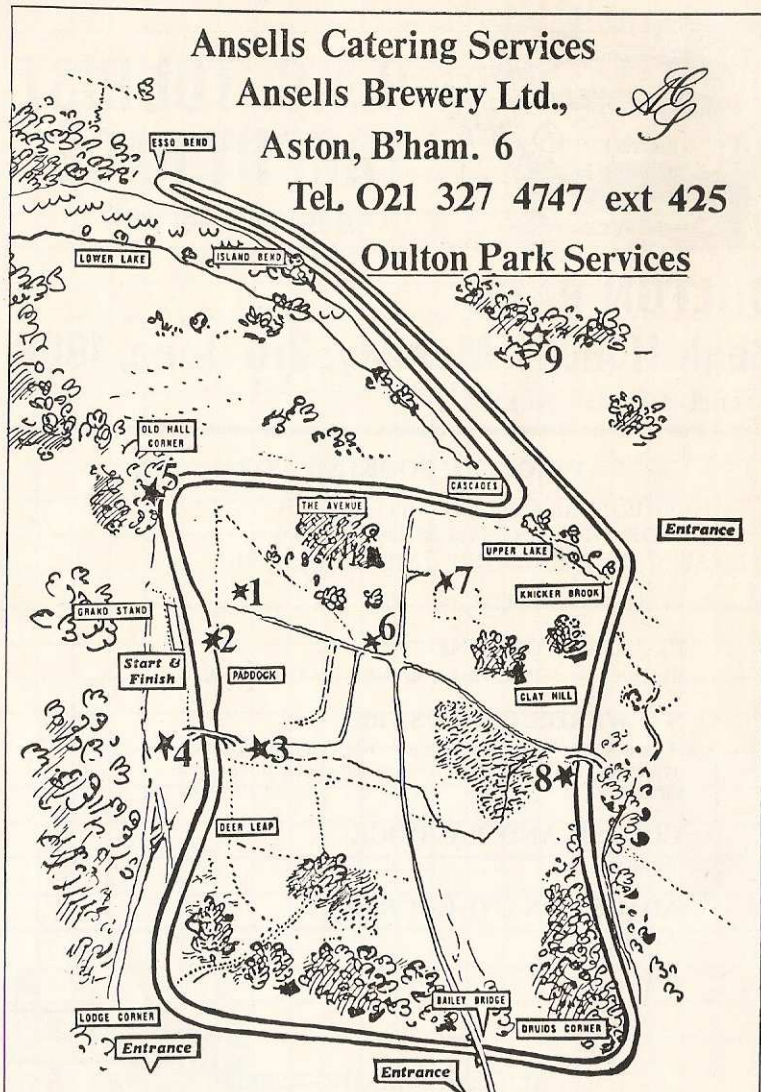 Ansells Catering Services
Ansells Brewery Ltd.,
ACS
Aston, B'ham. 6
Tel. 021 327 4747 ext 425
Oulton Park Services
ESSO BEND
LOWER LAKE
ISLAND BEND
9
OLD HALL
CORNER
5
CASCADES
THE AVENUE
Entrance
UPPER LAKE
1
7
KNICKER BROOK
GRAND STAND
2
6
Start &
Finish
PADDOCK
CLAY HILL
4
3
8
DEER LEAP
LODGE CORNER
BAILEY BRIDGE
DRUIDS CORNER
Entrance
Entrance